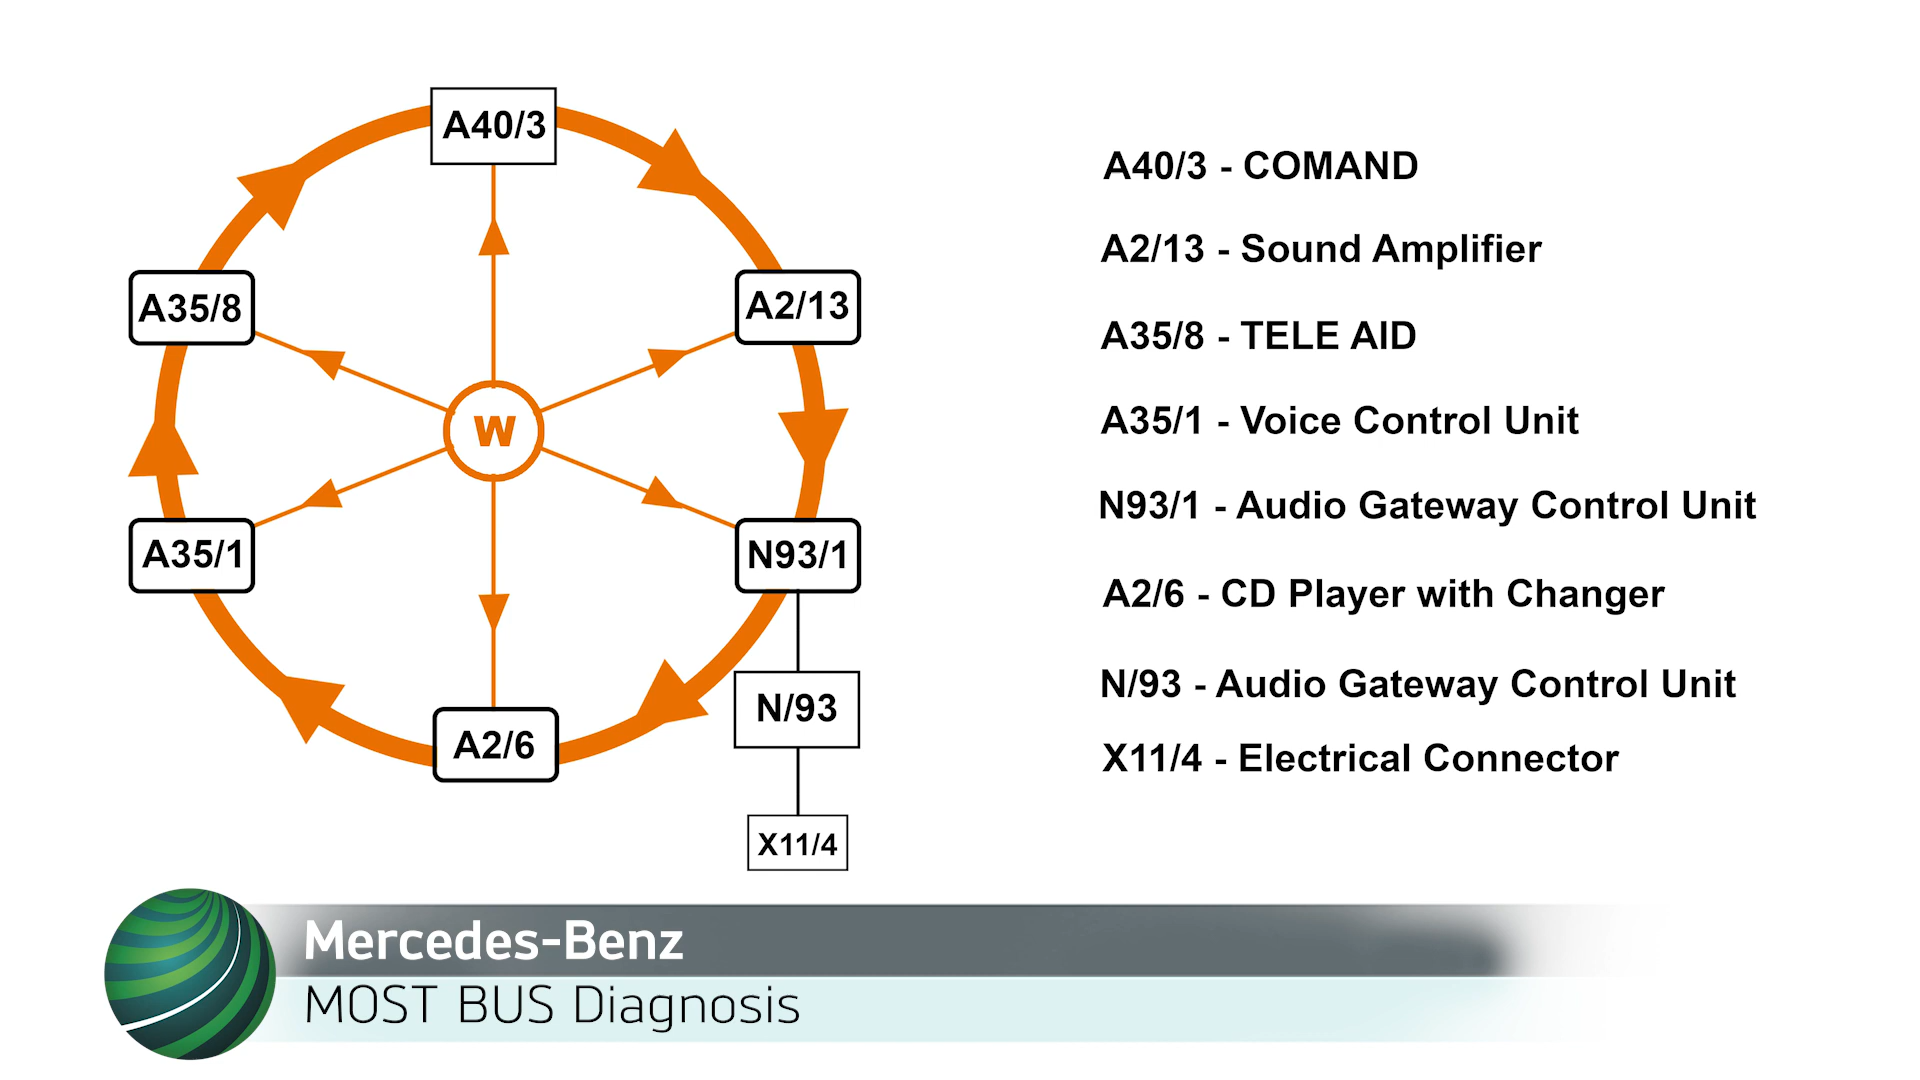 A40/3
A35/8
A2/13
W
A35/1
N93/1
A2/6
N/93
X11/4
A40/3 - COMAND
A2/13 - Sound Amplifier
A35/8 - TELE AID
A35/1 - Voice Control Unit
N93/1 - Audio Gateway Control Unit
A2/6 - CD Player with Changer
N/93 - Audio Gateway Control Unit
X11/4 - Electrical Connector
Mercedes-Benz
MOST BUS Diagnosis